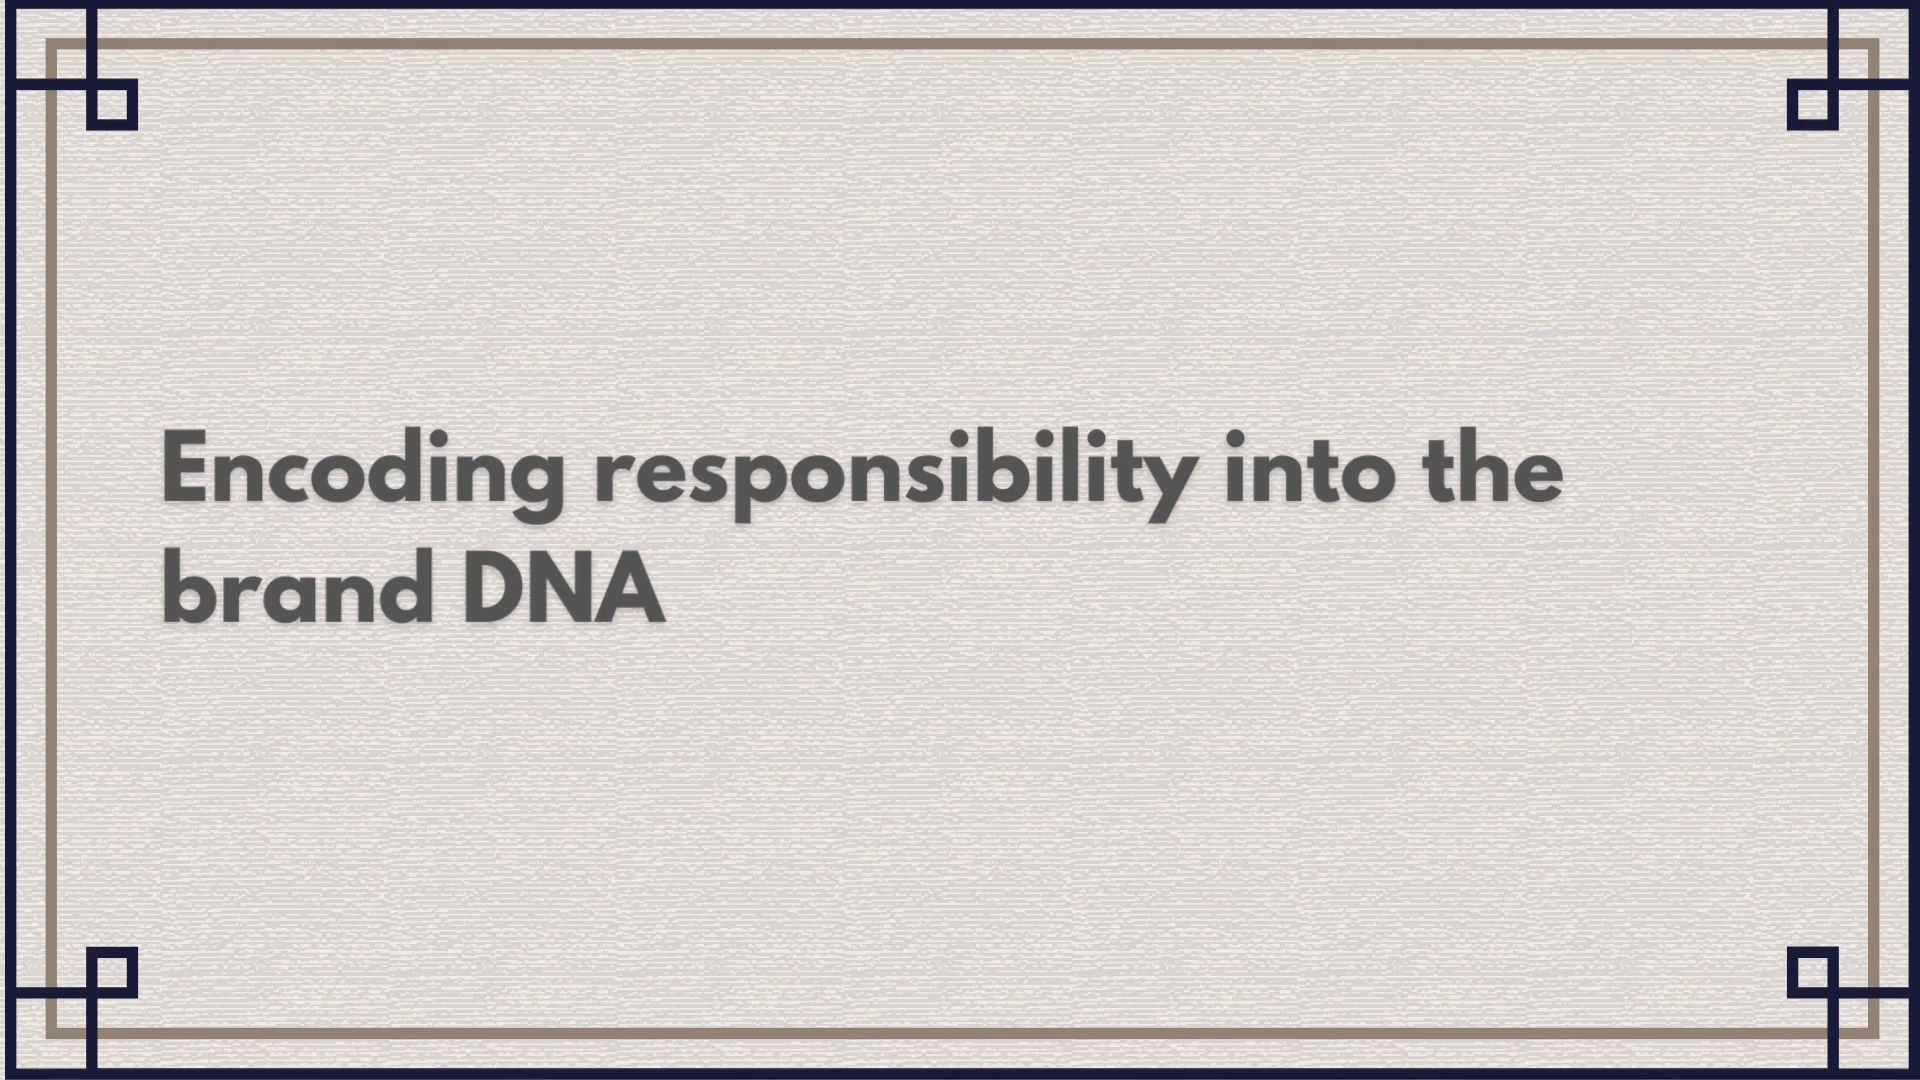 Encoding responsibility into the
brand DNA